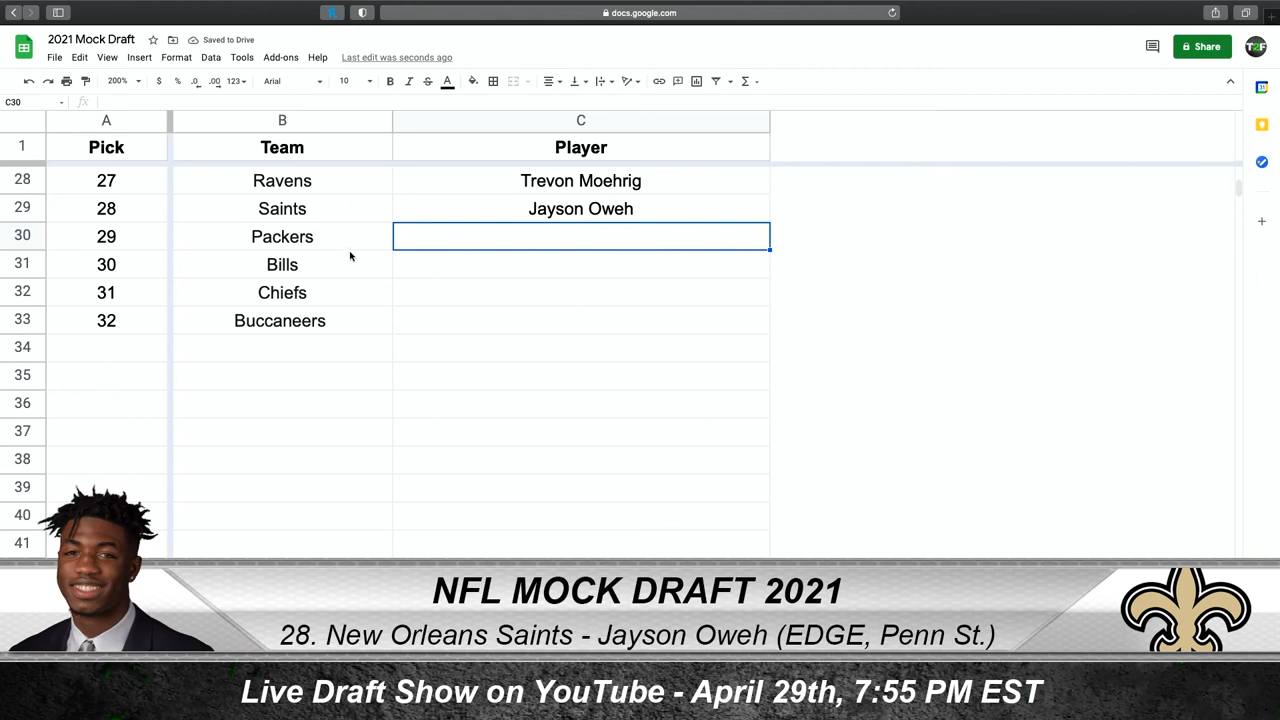 docs.google.com
2021 Mock Draft
Saved to Drive
File Edit View Insert Format Data Tools Add-ons Help Last edit was seconds ago
Share
T2F
200% $ % .0 .00 123 Arial 10 B I S A
C30 fx
A B C
1 Pick Team Player
28 27 Ravens Trevon Moehrig
29 28 Saints Jayson Oweh
30 29 Packers
31 30 Bills
32 31 Chiefs
33 32 Buccaneers
34
35
36
37
38
39
40
41
NFL MOCK DRAFT 2021
28. New Orleans Saints - Jayson Oweh (EDGE, Penn St.)
Live Draft Show on YouTube - April 29th, 7:55 PM EST